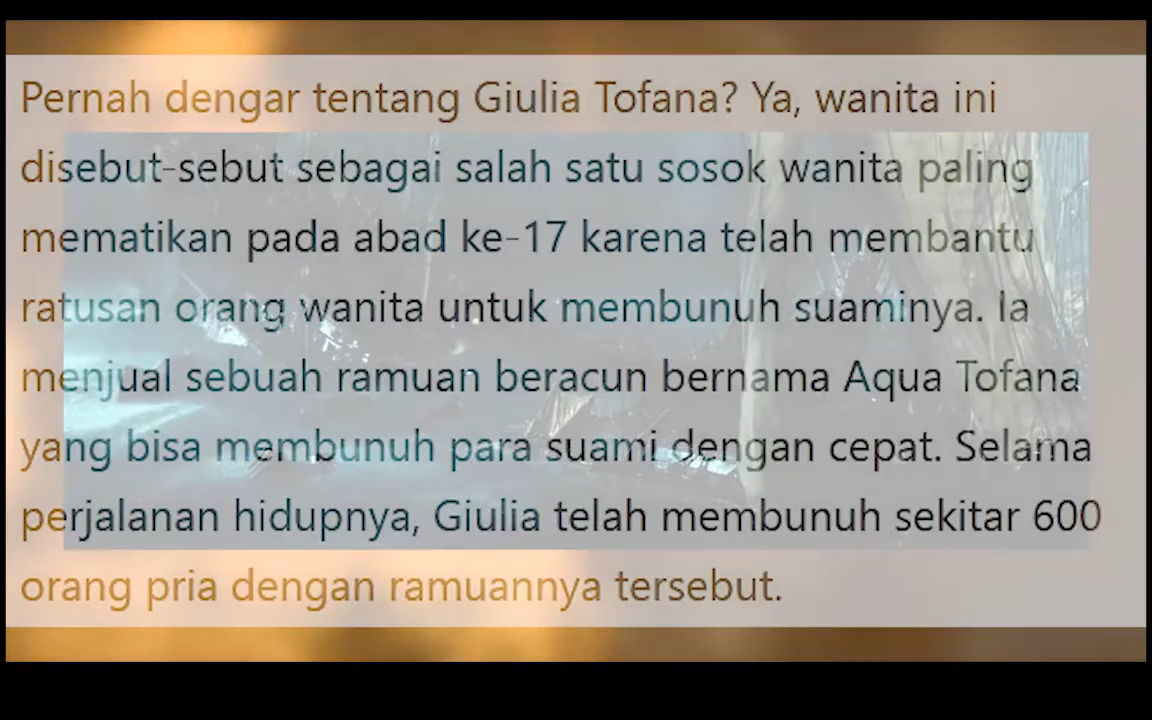 Pernah dengar tentang Giulia Tofana? Ya, wanita ini
disebut-sebut sebagai salah satu sosok wanita paling
mematikan pada abad ke-17 karena telah membantu
ratusan orang wanita untuk membunuh suaminya. Ia
menjual sebuah ramuan beracun bernama Aqua Tofana
yang bisa membunuh para suami dengan cepat. Selama
perjalanan hidupnya, Giulia telah membunuh sekitar 600
orang pria dengan ramuannya tersebut.